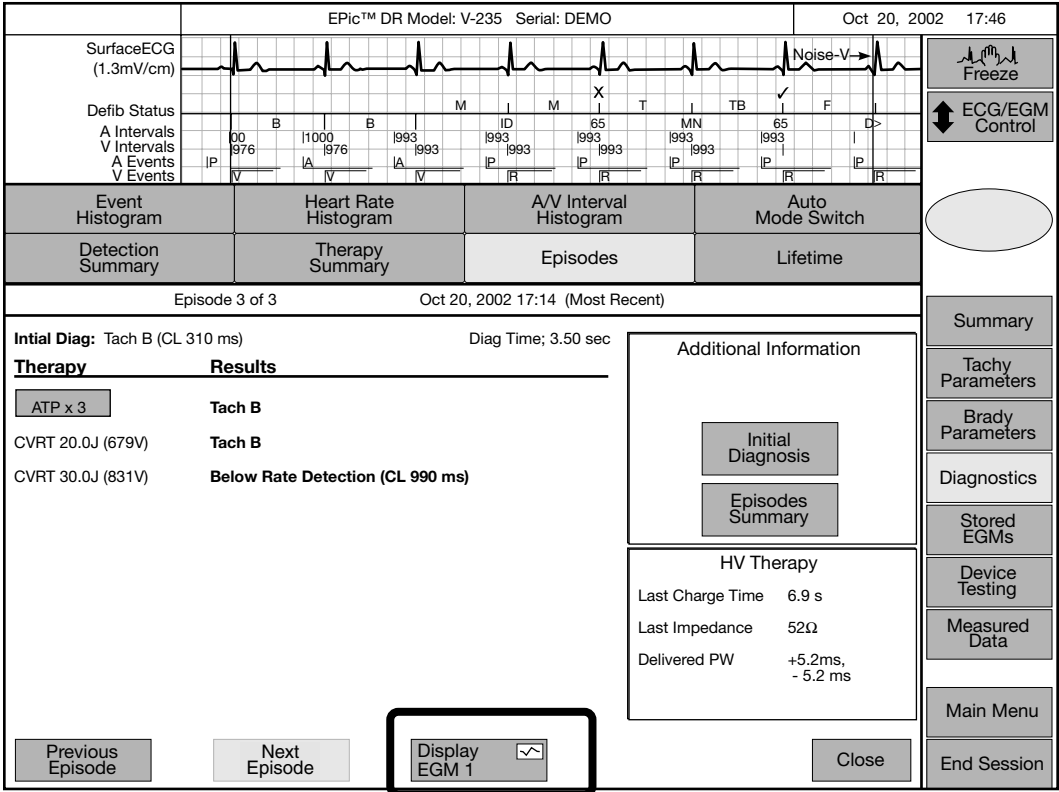 EPic™ DR Model: V-235 Serial: DEMO
Oct 20, 2002 17:46
SurfaceECG
(1.3mV/cm)
Noise-V
Freeze
ECG/EGM
Control
Defib Status
M M X T TB ✓ F
B B ID 65 MN 65 D>
A Intervals
00 1000 993 993 993 993 993
V Intervals
976 976 993 993 993 993
A Events
P A A P P P P P
V Events
V V V R R R R R
Event
Histogram
Heart Rate
Histogram
A/V Interval
Histogram
Auto
Mode Switch
Detection
Summary
Therapy
Summary
Episodes
Lifetime
Episode 3 of 3
Oct 20, 2002 17:14 (Most Recent)
Intial Diag: Tach B (CL 310 ms)
Diag Time; 3.50 sec
Therapy Results
ATP x 3 Tach B
CVRT 20.0J (679V) Tach B
CVRT 30.0J (831V) Below Rate Detection (CL 990 ms)
Additional Information
Initial
Diagnosis
Episodes
Summary
HV Therapy
Last Charge Time 6.9 s
Last Impedance 52Ω
Delivered PW +5.2ms,
- 5.2 ms
Previous
Episode
Next
Episode
Display
EGM 1
Close
Summary
Tachy
Parameters
Brady
Parameters
Diagnostics
Stored
EGMs
Device
Testing
Measured
Data
Main Menu
End Session